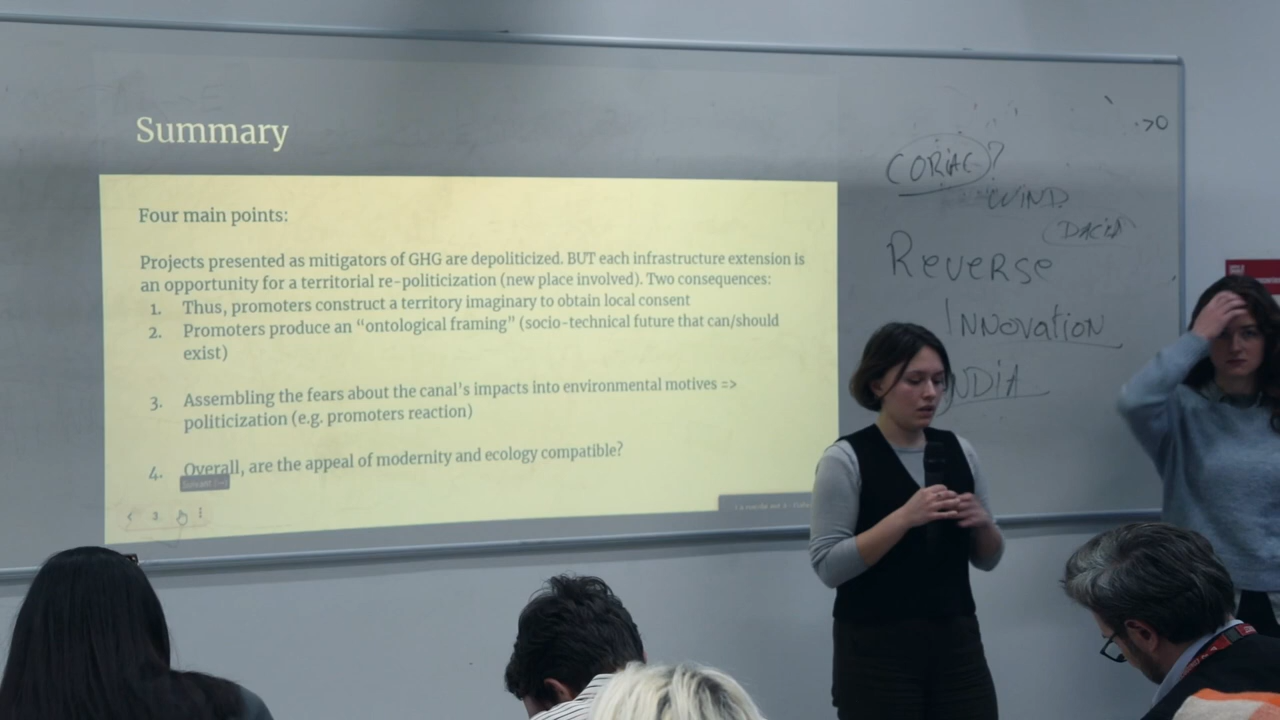 Summary
Four main points:
Projects presented as mitigators of GHG are depoliticized. BUT each infrastructure extension is
an opportunity for a territorial re-politicization (new place involved). Two consequences:
1. Thus, promoters construct a territory imaginary to obtain local consent
2. Promoters produce an “ontological framing” (socio-technical future that can/should
exist)
3. Assembling the fears about the canal's impacts into environmental motives =>
politicization (e.g. promoters reaction)
4. Overall, are the appeal of modernity and ecology compatible?
Suivant
3
>0
CORiAC?
WIND
DACiA
REVERSE
INNOVATiON